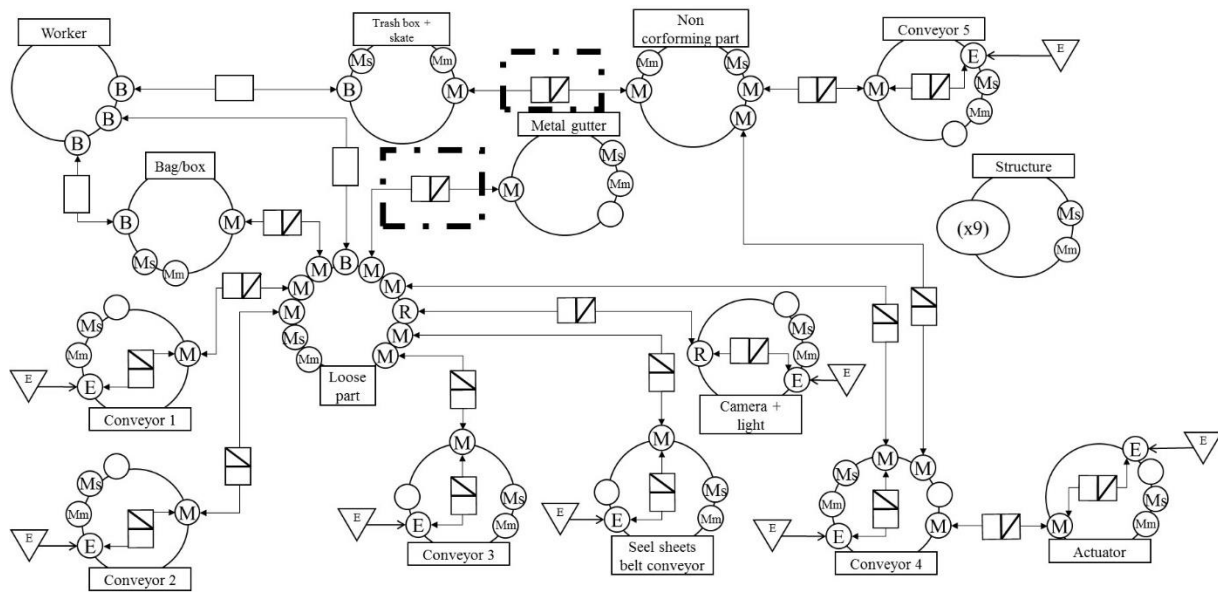 Worker
Trash box +
skate
Non
corforming part
Conveyor 5
E
E
Ms
Mm
Mm
Ms
Ms
B
B
M
M
M
M
Mm
M
B
B
Metal gutter
Ms
Mm
M
Structure
(x9)
Ms
Mm
Bag/box
B
M
Ms
Mm
M
B
M
M
M
M
R
Ms
M
Mm
M
Loose
part
Ms
Mm
M
E
E
Conveyor 1
Ms
Mm
R
E
E
Camera +
light
Ms
Mm
M
E
E
Conveyor 2
M
Ms
Mm
E
E
Conveyor 3
M
Ms
Mm
E
E
Seel sheets
belt conveyor
M
M
Ms
Mm
M
E
E
Conveyor 4
E
E
Ms
Mm
M
Actuator